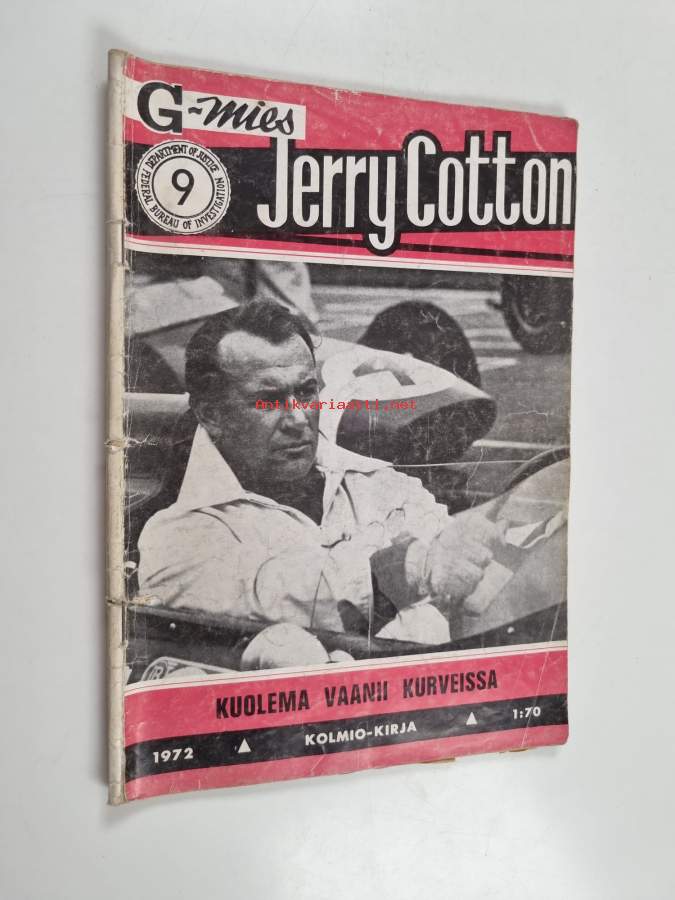 G-mies
Jerry Cotton
DEPARTMENT OF JUSTICE
9
FEDERAL BUREAU OF INVESTIGATION
Antikvariaatti.net
KUOLEMA VAANII KURVEISSA
1972 KOLMIO-KIRJA 1:70